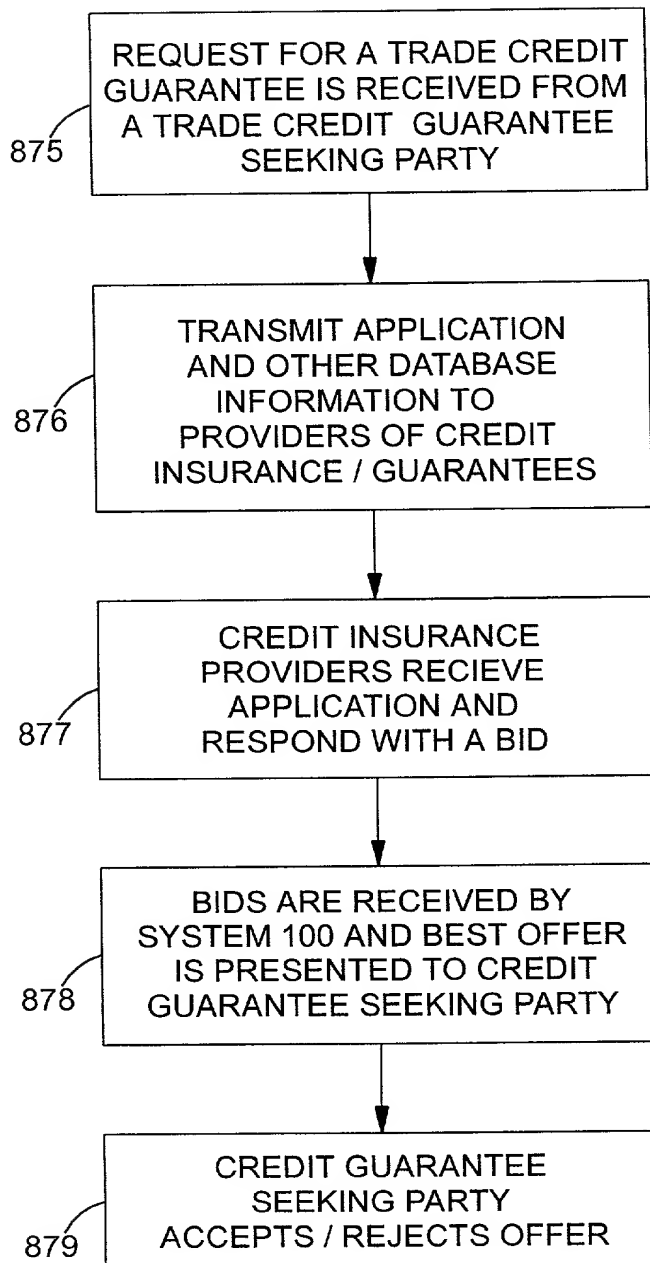 REQUEST FOR A TRADE CREDIT
GUARANTEE IS RECEIVED FROM
A TRADE CREDIT GUARANTEE
SEEKING PARTY
875
TRANSMIT APPLICATION
AND OTHER DATABASE
INFORMATION TO
PROVIDERS OF CREDIT
INSURANCE / GUARANTEES
876
CREDIT INSURANCE
PROVIDERS RECIEVE
APPLICATION AND
RESPOND WITH A BID
877
BIDS ARE RECEIVED BY
SYSTEM 100 AND BEST OFFER
IS PRESENTED TO CREDIT
GUARANTEE SEEKING PARTY
878
CREDIT GUARANTEE
SEEKING PARTY
ACCEPTS / REJECTS OFFER
879